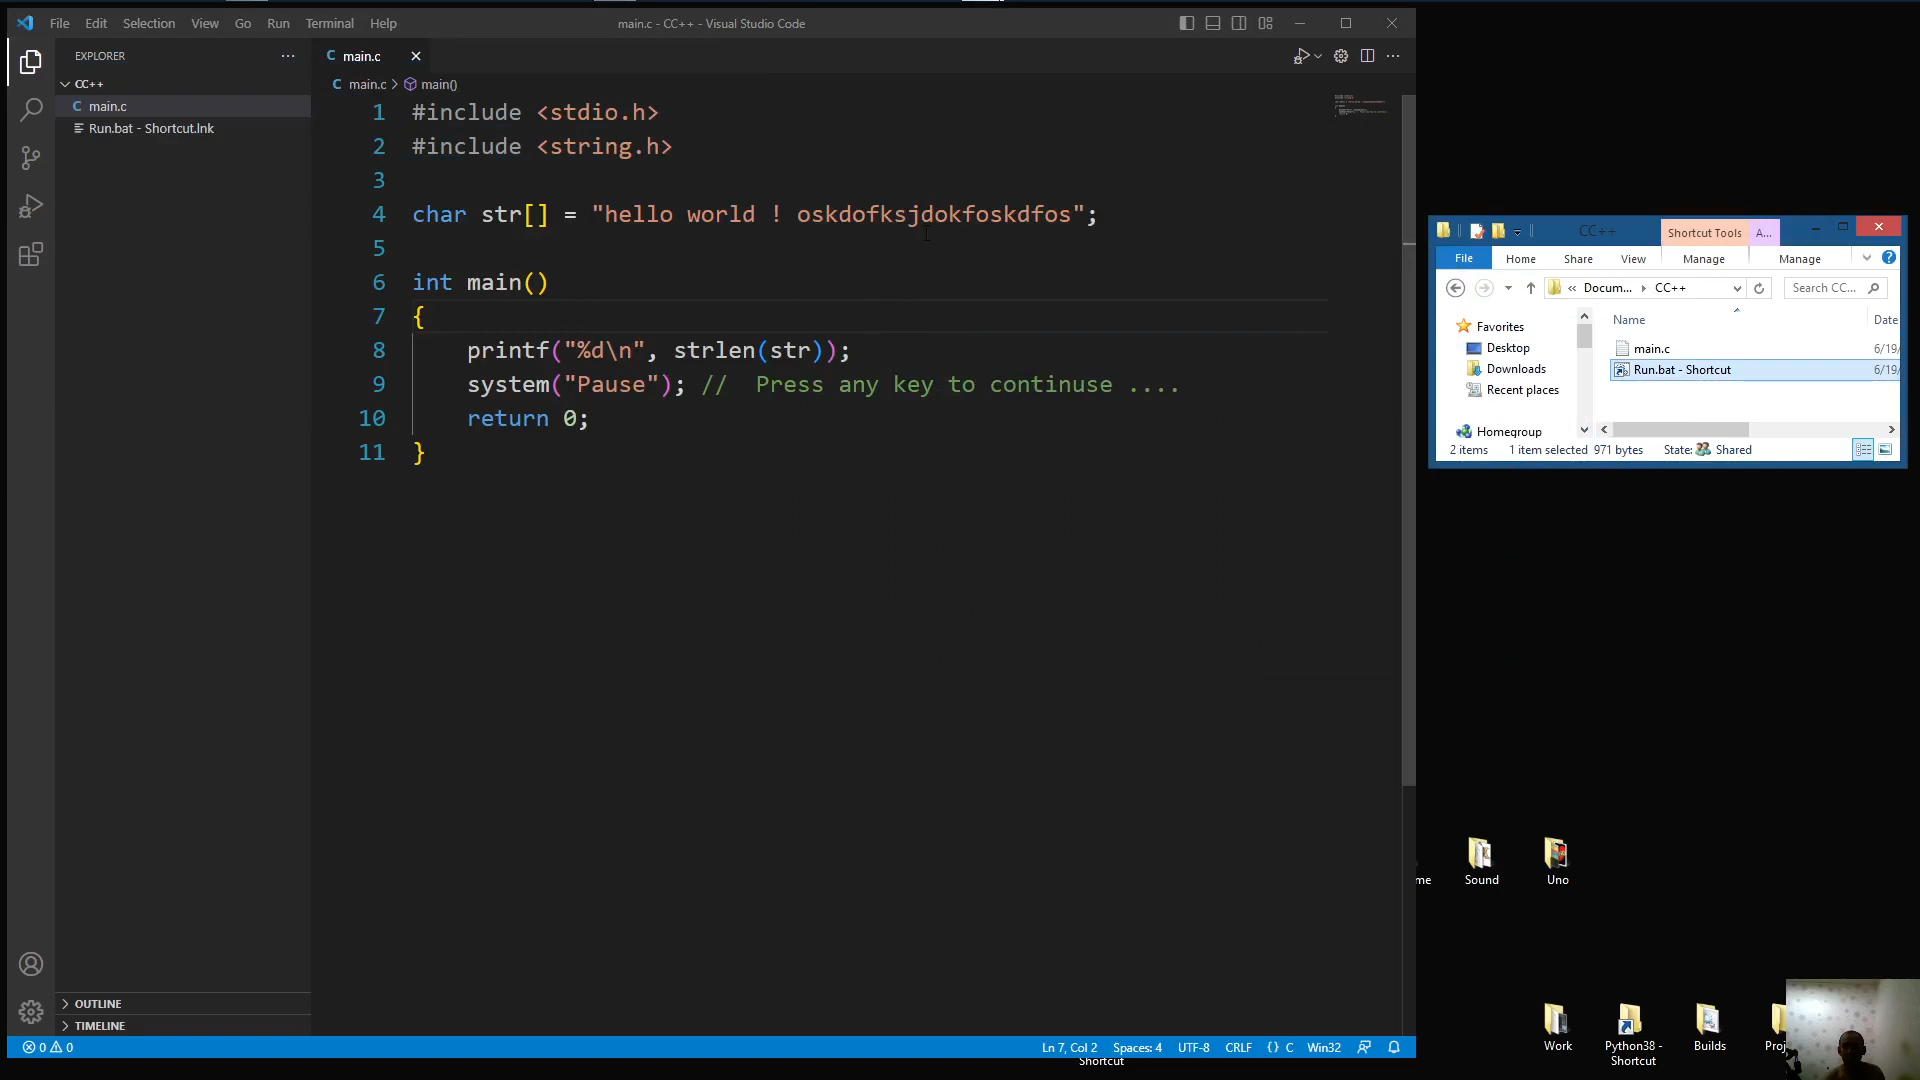 File Edit Selection View Go Run Terminal Help
main.c - CC++ - Visual Studio Code
EXPLORER
CC++
main.c
Run.bat - Shortcut.lnk
OUTLINE
TIMELINE
main.c
main.c > main()
1 #include <stdio.h>
2 #include <string.h>
3
4 char str[] = "hello world ! oskdofksjdokfoskdfos";
5
6 int main()
7 {
8 printf("%d\n", strlen(str));
9 system("Pause"); // Press any key to continuse ....
10 return 0;
11 }
0 0
Ln 7, Col 2 Spaces: 4 UTF-8 CRLF {} C Win32
Shortcut
CC++
Shortcut Tools A...
File Home Share View Manage Manage
« Docum... CC++
Search CC...
Favorites
Desktop
Downloads
Recent places
Homegroup
Name Date
main.c 6/19/
Run.bat - Shortcut 6/19/
2 items 1 item selected 971 bytes State: Shared
me
Sound
Uno
Work
Python38 - Shortcut
Builds
Proj